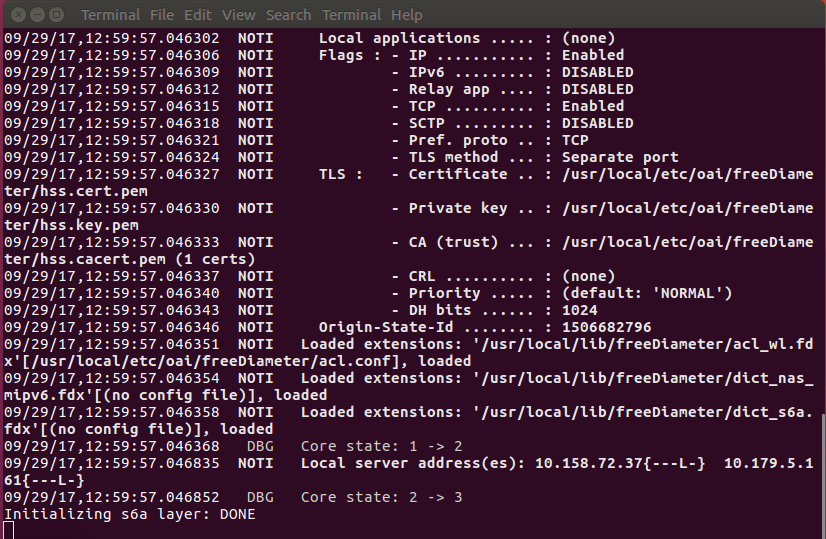 Terminal File Edit View Search Terminal Help
09/29/17,12:59:57.046302  NOTI     Local applications ..... : (none)
09/29/17,12:59:57.046306  NOTI     Flags : - IP ........... : Enabled
09/29/17,12:59:57.046309  NOTI             - IPv6 ......... : DISABLED
09/29/17,12:59:57.046312  NOTI             - Relay app .... : DISABLED
09/29/17,12:59:57.046315  NOTI             - TCP .......... : Enabled
09/29/17,12:59:57.046318  NOTI             - SCTP ......... : DISABLED
09/29/17,12:59:57.046321  NOTI             - Pref. proto .. : TCP
09/29/17,12:59:57.046324  NOTI             - TLS method ... : Separate port
09/29/17,12:59:57.046327  NOTI     TLS :   - Certificate .. : /usr/local/etc/oai/freeDiame
ter/hss.cert.pem
09/29/17,12:59:57.046330  NOTI             - Private key .. : /usr/local/etc/oai/freeDiame
ter/hss.key.pem
09/29/17,12:59:57.046333  NOTI             - CA (trust) ... : /usr/local/etc/oai/freeDiame
ter/hss.cacert.pem (1 certs)
09/29/17,12:59:57.046337  NOTI             - CRL .......... : (none)
09/29/17,12:59:57.046340  NOTI             - Priority ..... : (default: 'NORMAL')
09/29/17,12:59:57.046343  NOTI             - DH bits ...... : 1024
09/29/17,12:59:57.046346  NOTI     Origin-State-Id ........ : 1506682796
09/29/17,12:59:57.046351  NOTI   Loaded extensions: '/usr/local/lib/freeDiameter/acl_wl.fd
x'[/usr/local/etc/oai/freeDiameter/acl.conf], loaded
09/29/17,12:59:57.046354  NOTI   Loaded extensions: '/usr/local/lib/freeDiameter/dict_nas_
mipv6.fdx'[(no config file)], loaded
09/29/17,12:59:57.046358  NOTI   Loaded extensions: '/usr/local/lib/freeDiameter/dict_s6a.
fdx'[(no config file)], loaded
09/29/17,12:59:57.046368   DBG   Core state: 1 -> 2
09/29/17,12:59:57.046835  NOTI   Local server address(es): 10.158.72.37{---L-}  10.179.5.1
61{---L-}
09/29/17,12:59:57.046852   DBG   Core state: 2 -> 3
Initializing s6a layer: DONE